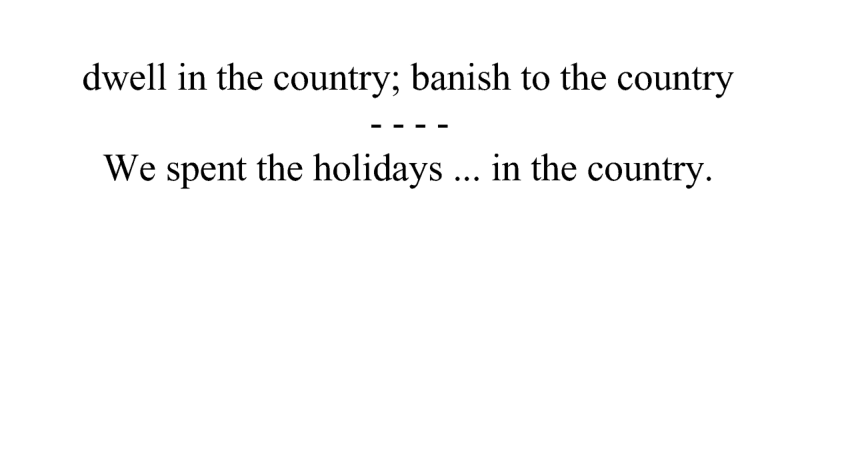 dwell in the country; banish to the country
- - - -
We spent the holidays ... in the country.